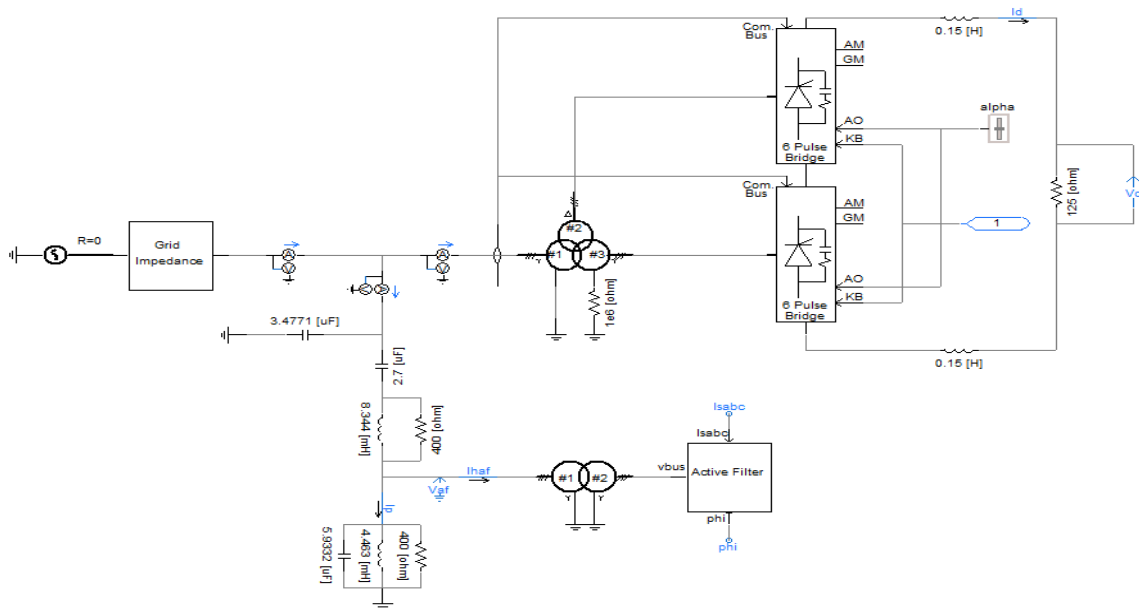 Com.
Bus
AM
GM
AO
KB
6 Pulse
Bridge
0.15 [H]
Id
alpha
125 [ohm]
1
Com.
Bus
AM
GM
AO
KB
6 Pulse
Bridge
0.15 [H]
R=0
Grid
Impedance
A
V
A
V
V
A
#2
#1
#3
Δ
Y
Y
1e6 [ohm]
3.4771 [uF]
2.7 [uF]
8.344 [mH]
400 [ohm]
Vaf
Ihaf
#1
#2
Y
Y
vbus
Isabc
Isabc
Active Filter
phi
phi
Ip
5.9332 [uF]
4.463 [mH]
400 [ohm]